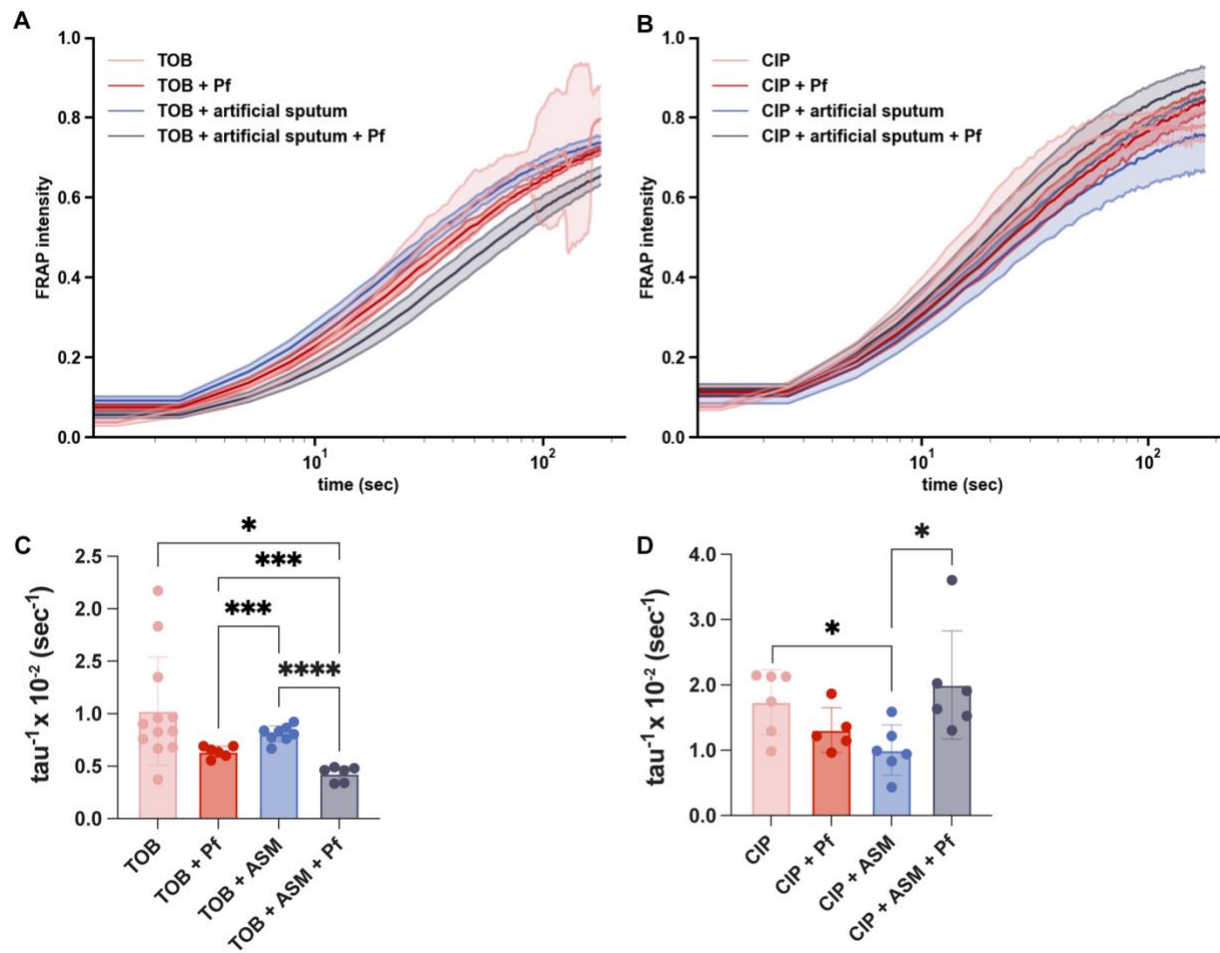 A
1.0
0.8
0.6
0.4
0.2
0.0
FRAP intensity
TOB
TOB + Pf
TOB + artificial sputum
TOB + artificial sputum + Pf
10¹
10²
time (sec)
B
1.0
0.8
0.6
0.4
0.2
0.0
FRAP intensity
CIP
CIP + Pf
CIP + artificial sputum
CIP + artificial sputum + Pf
10¹
10²
time (sec)
C
2.5
2.0
2.5
1.0
0.5
0.0
tau⁻¹ x 10⁻² (sec⁻¹)
*
***
***
****
TOB
TOB + Pf
TOB + ASM
TOB + ASM + Pf
D
4.0
3.0
2.0
1.0
0.0
tau⁻¹ x 10⁻² (sec⁻¹)
*
*
CIP
CIP + Pf
CIP + ASM
CIP + ASM + Pf